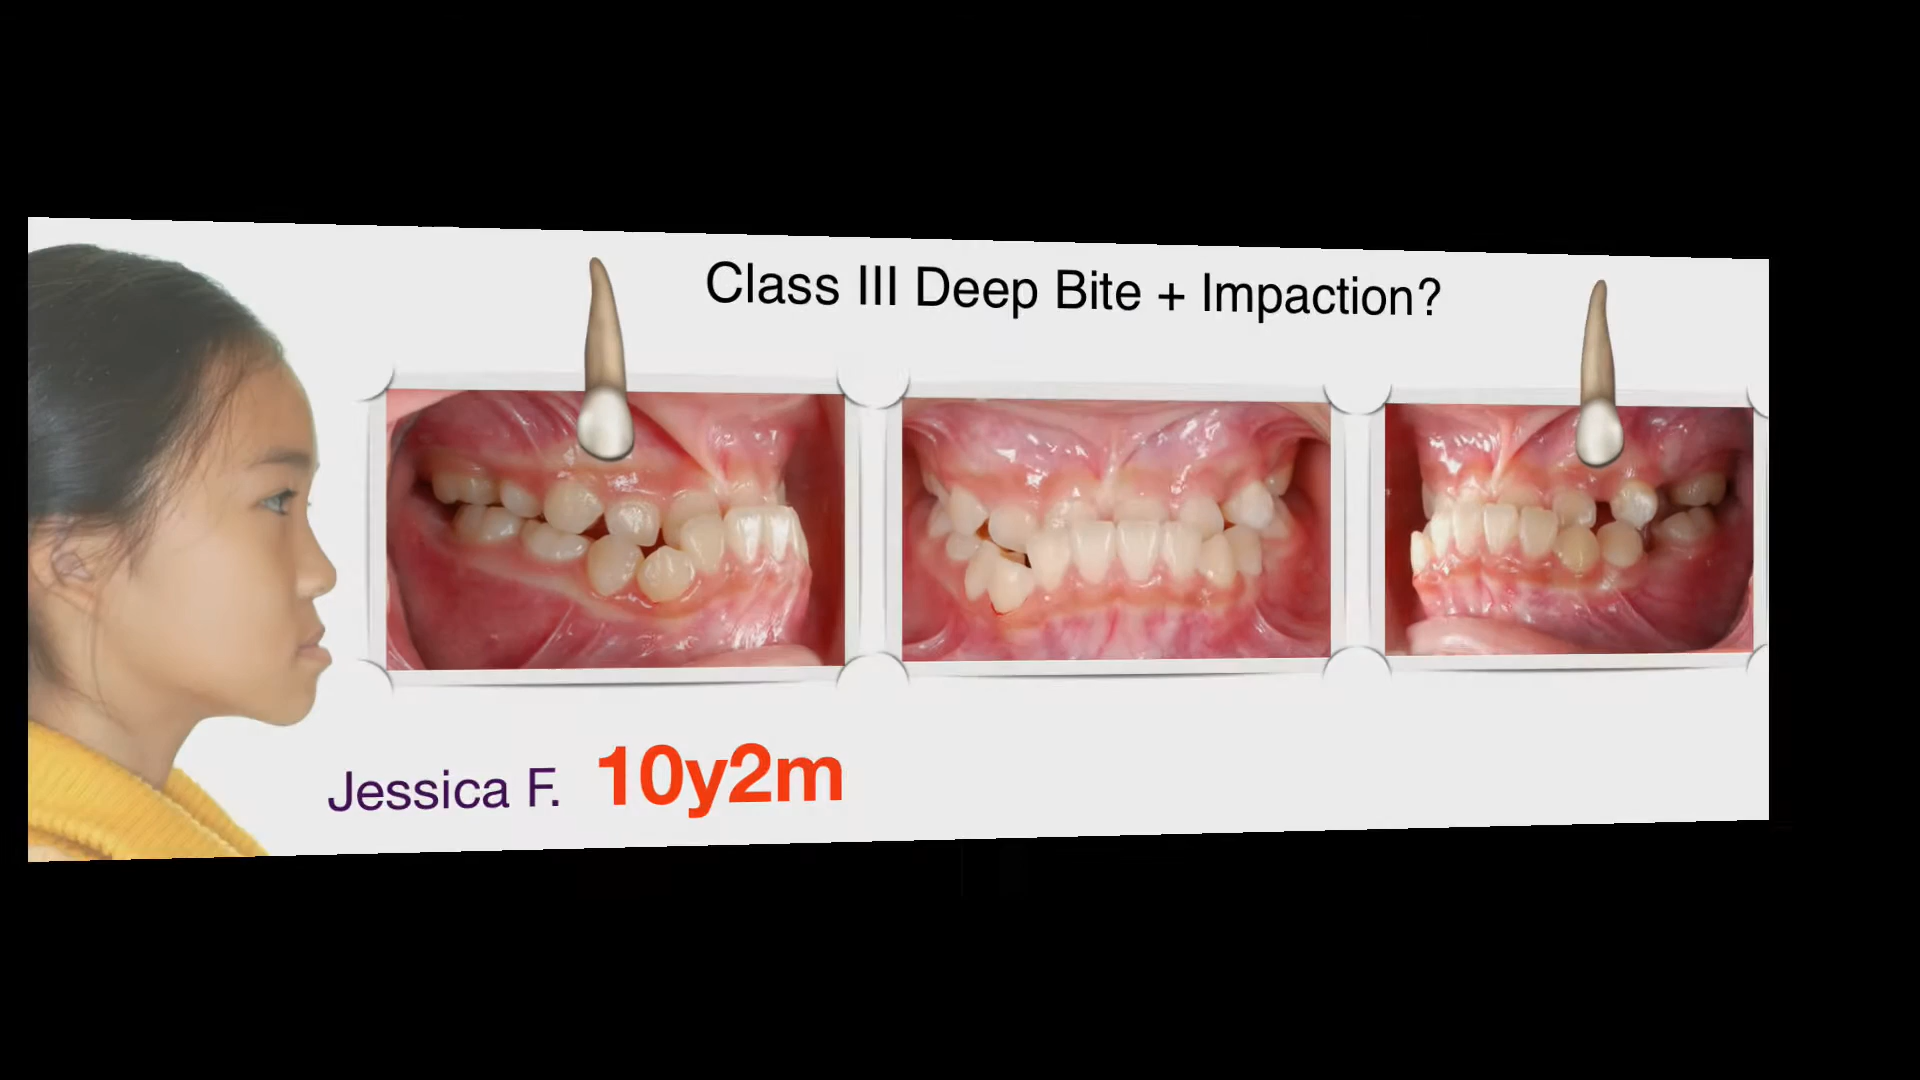 Class III Deep Bite + Impaction?
Jessica F. 10y2m